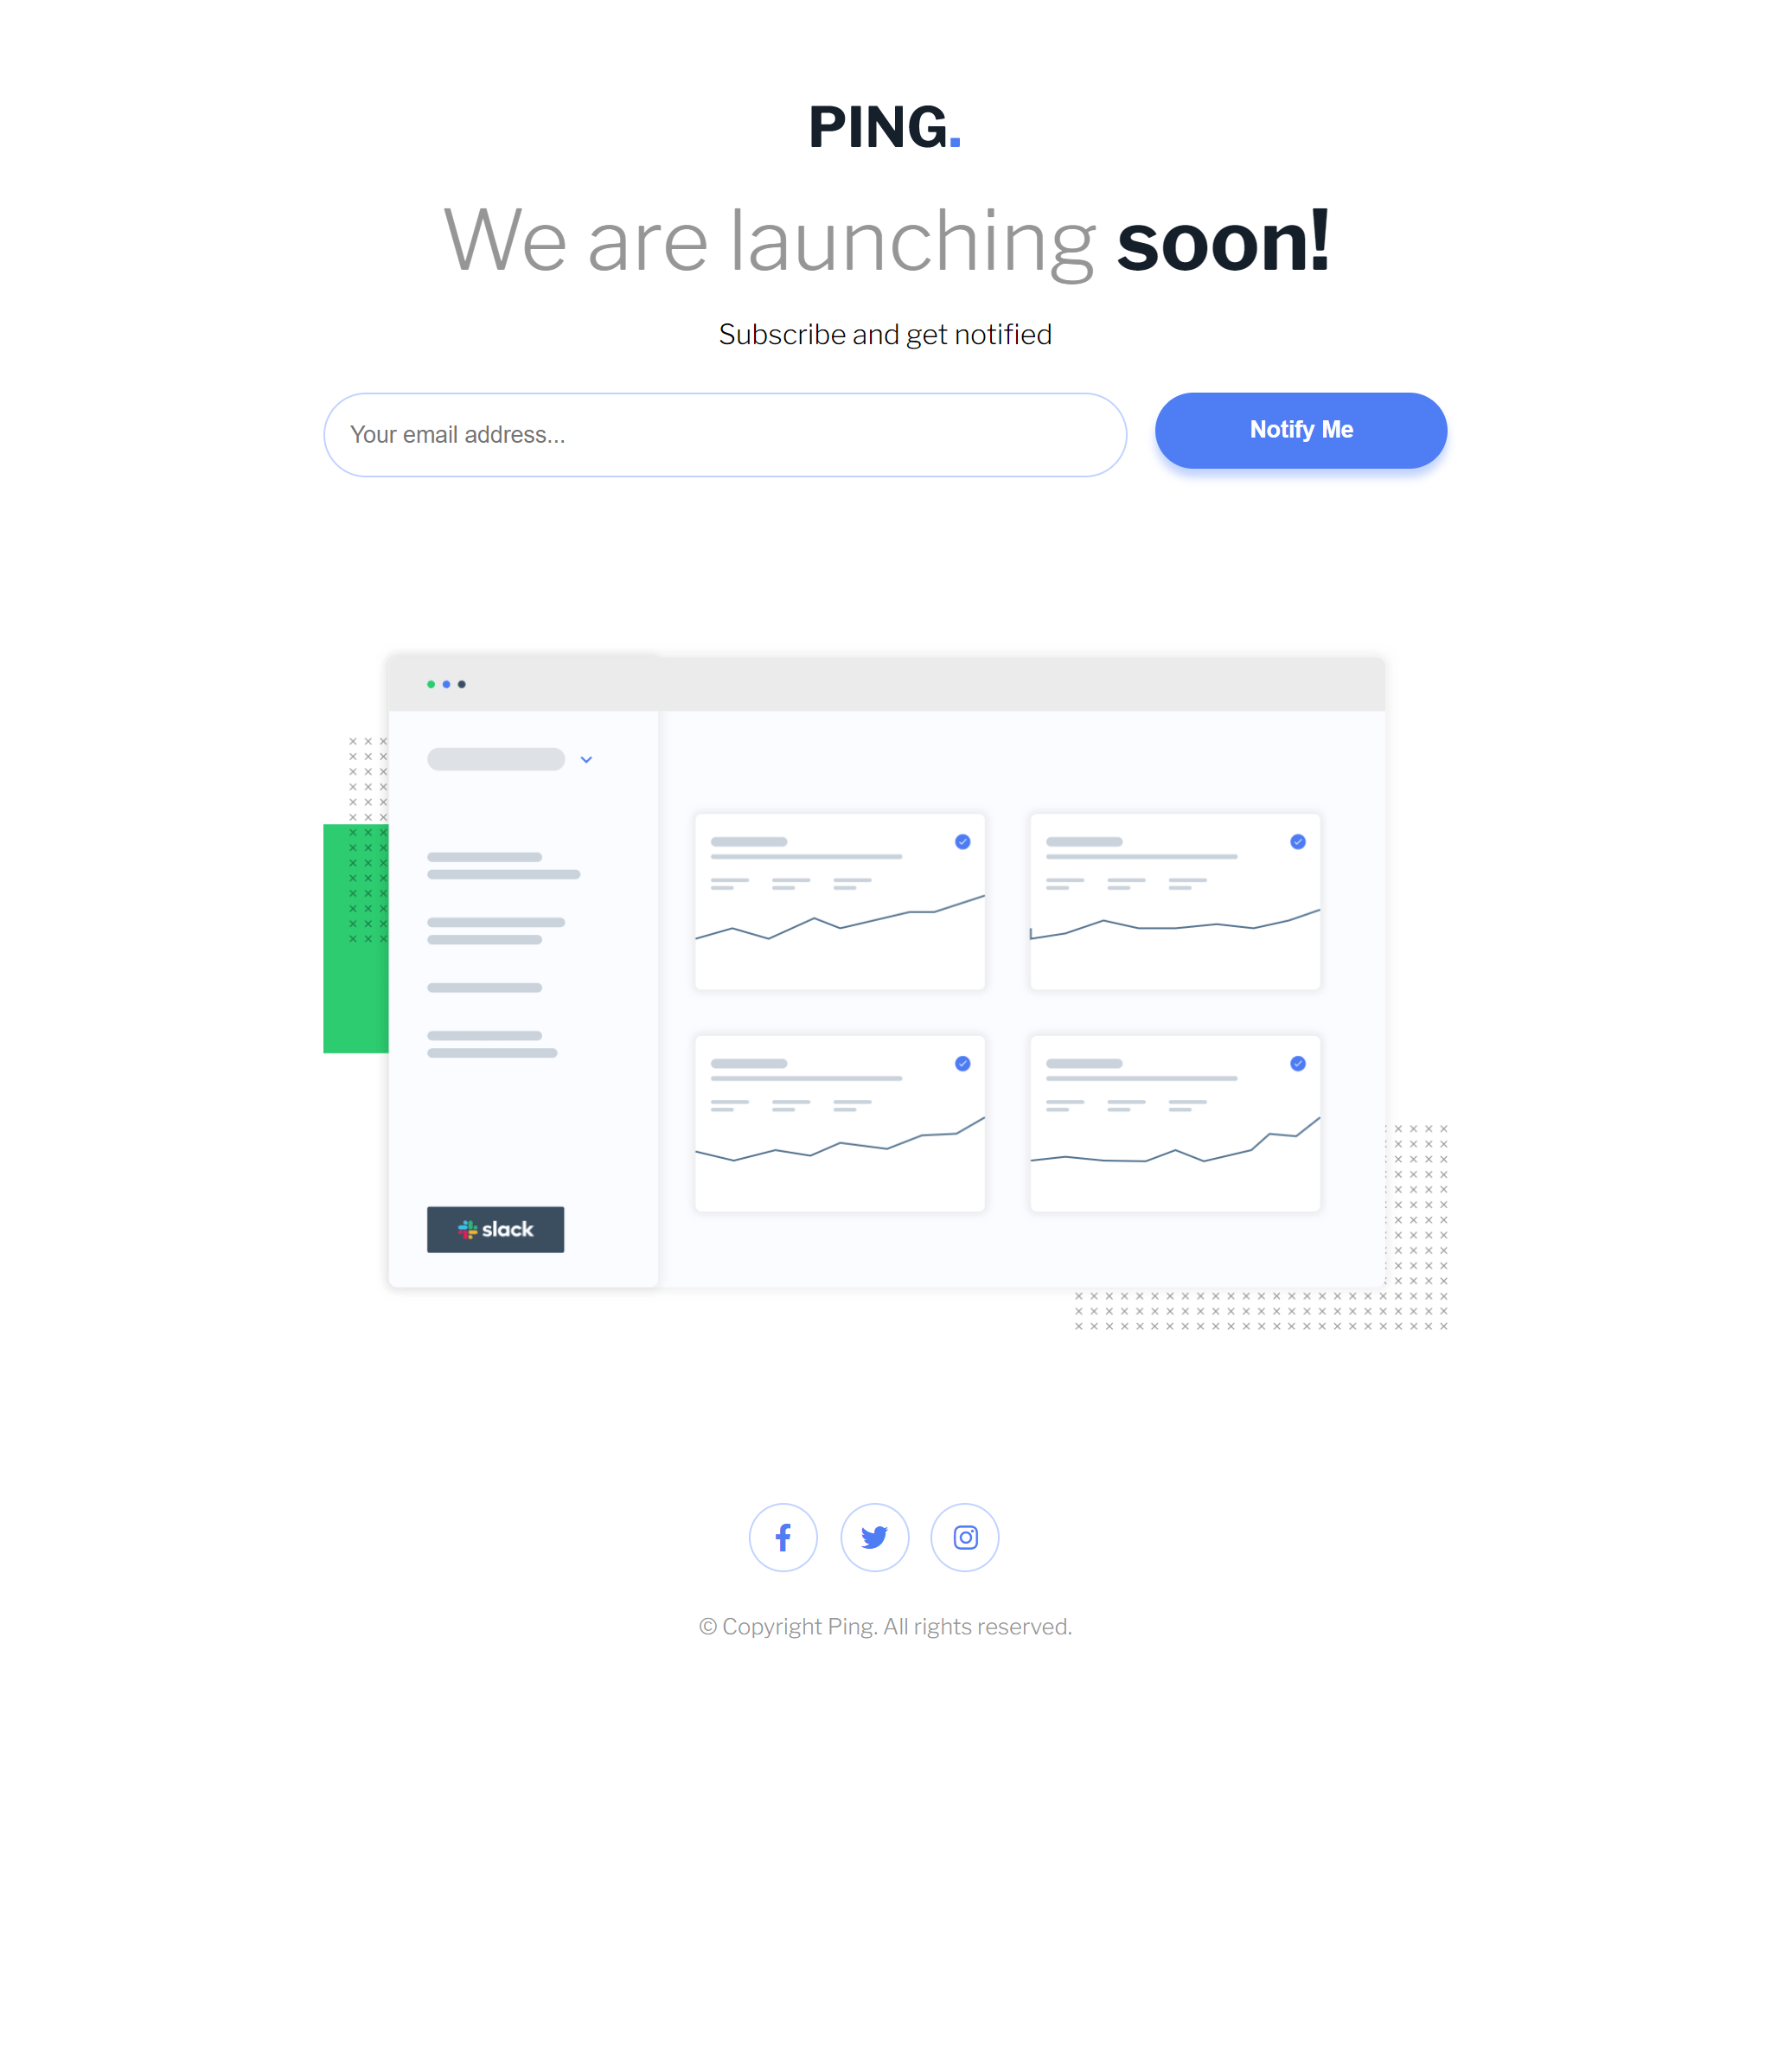 PING.
We are launching soon!
Subscribe and get notified
Your email address...
Notify Me
slack
© Copyright Ping. All rights reserved.